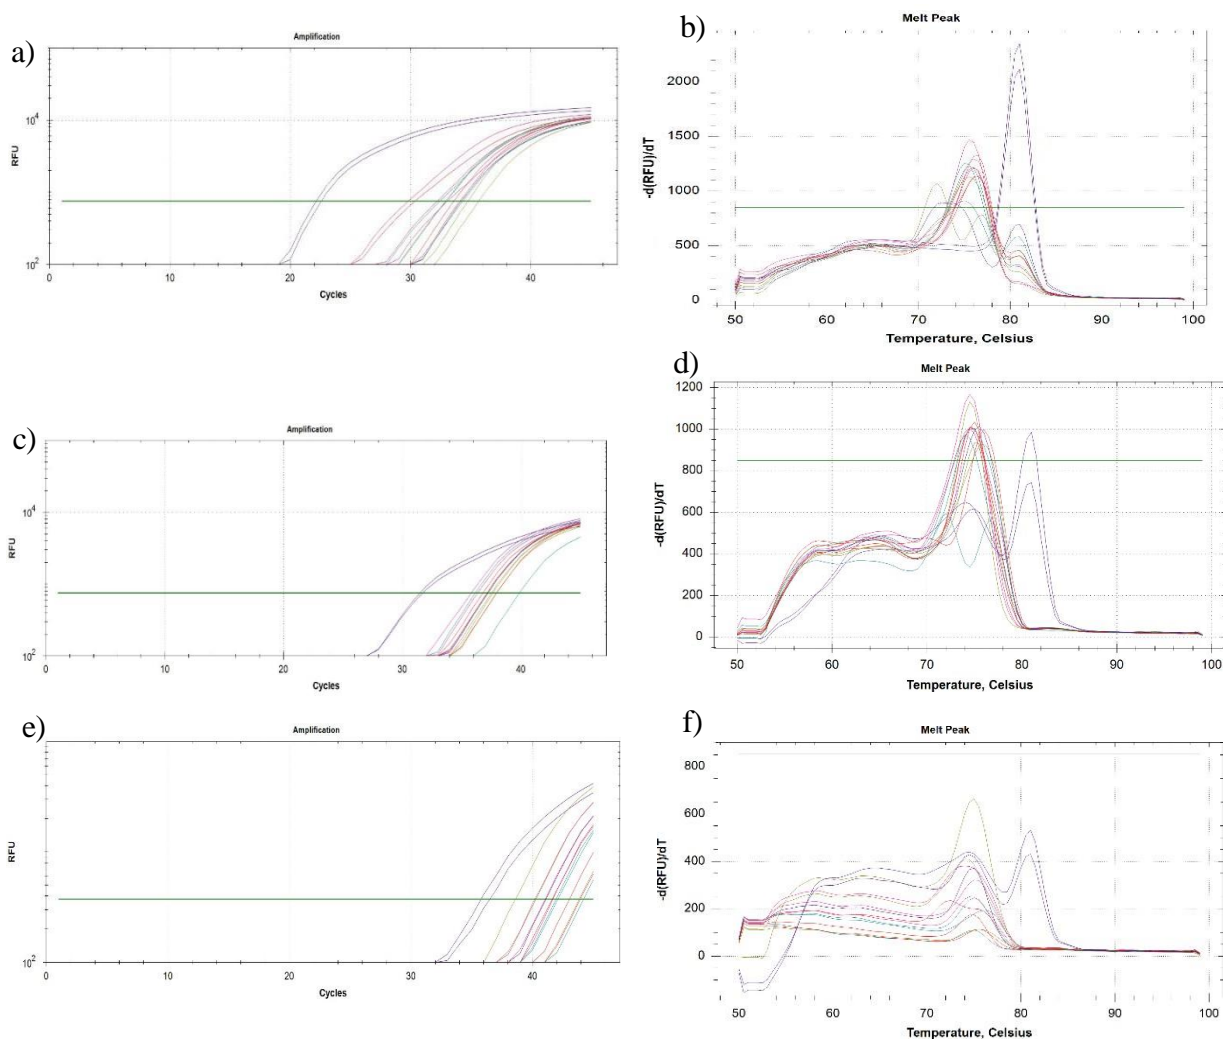 a)
Amplification
10^4
RFU
10^2
0 10 20 30 40
Cycles
b)
Melt Peak
2000
1500
1000
500
0
-d(RFU)/dT
50 60 70 80 90 100
Temperature, Celsius
c)
Amplification
10^4
RFU
10^2
0 10 20 30 40
Cycles
d)
Melt Peak
1200
1000
800
600
400
200
0
-d(RFU)/dT
50 60 70 80 90 100
Temperature, Celsius
e)
Amplification
RFU
10^2
0 10 20 30 40
Cycles
f)
Melt Peak
800
600
400
200
0
-d(RFU)/dT
50 60 70 80 90 100
Temperature, Celsius